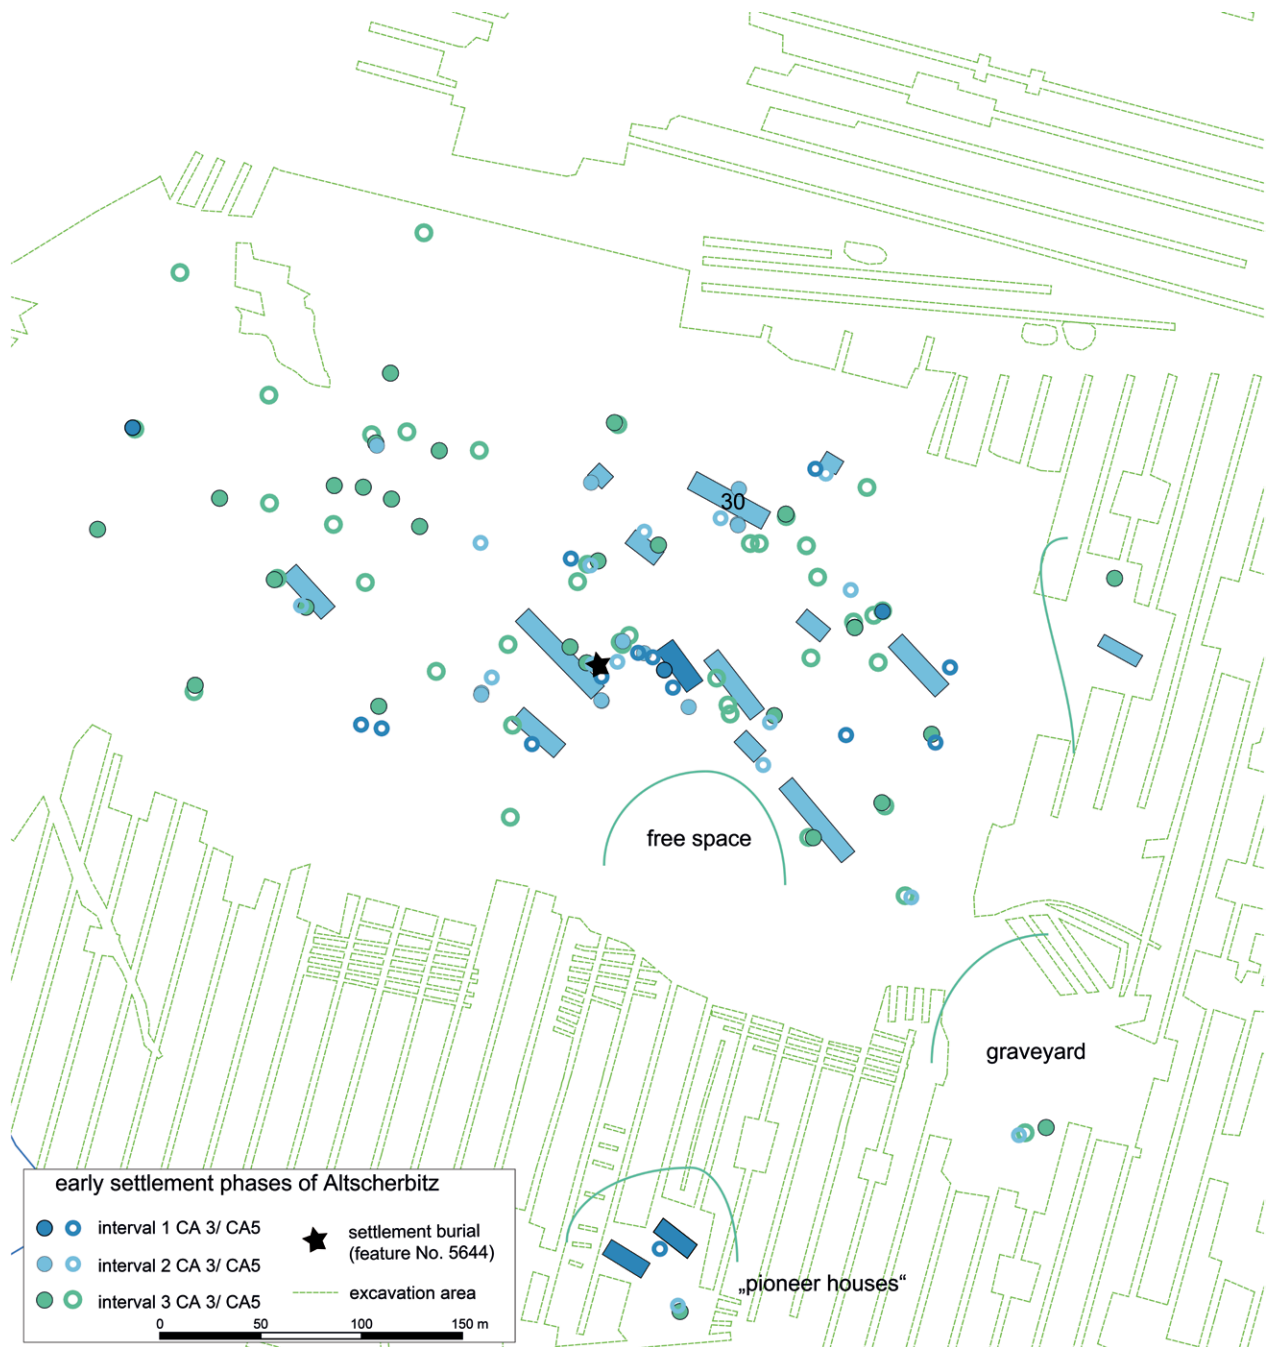 30
free space
graveyard
„pioneer houses“
early settlement phases of Altscherbitz
interval 1 CA 3/ CA5
interval 2 CA 3/ CA5
interval 3 CA 3/ CA5
settlement burial
(feature No. 5644)
excavation area
0 50 100 150 m